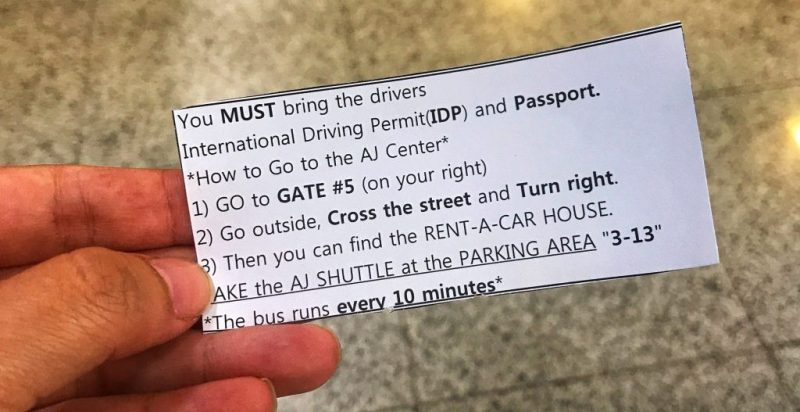 You MUST bring the drivers
International Driving Permit(IDP) and Passport.
*How to Go to the AJ Center*
1) GO to GATE #5 (on your right)
2) Go outside, Cross the street and Turn right.
3) Then you can find the RENT-A-CAR HOUSE.
AKE the AJ SHUTTLE at the PARKING AREA "3-13"
*The bus runs every 10 minutes*